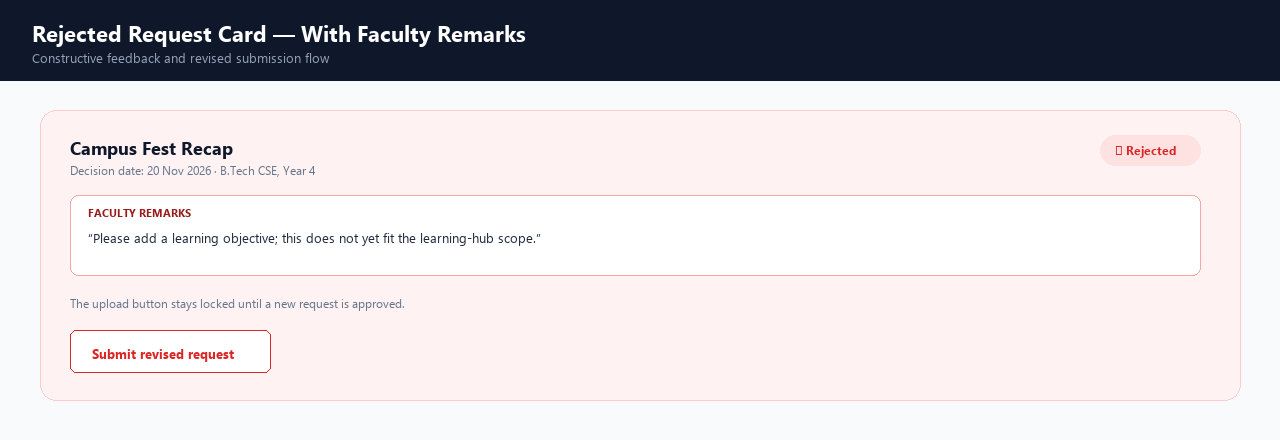 Rejected Request Card — With Faculty Remarks
Constructive feedback and revised submission flow
Campus Fest Recap
Rejected
Decision date: 20 Nov 2026 · B.Tech CSE, Year 4
FACULTY REMARKS
“Please add a learning objective; this does not yet fit the learning-hub scope.”
The upload button stays locked until a new request is approved.
Submit revised request